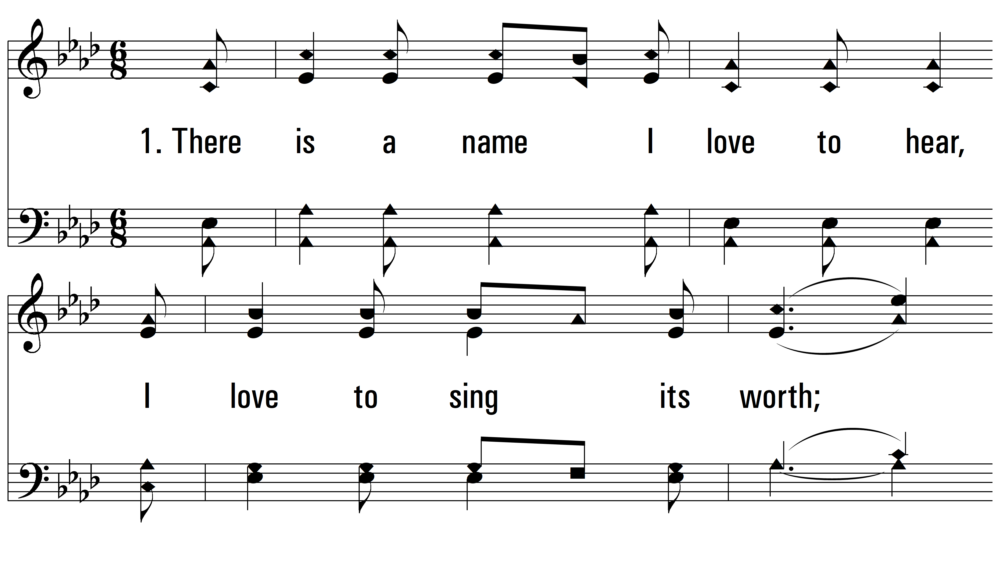 1. There is a name I love to hear,
I love to sing its worth;